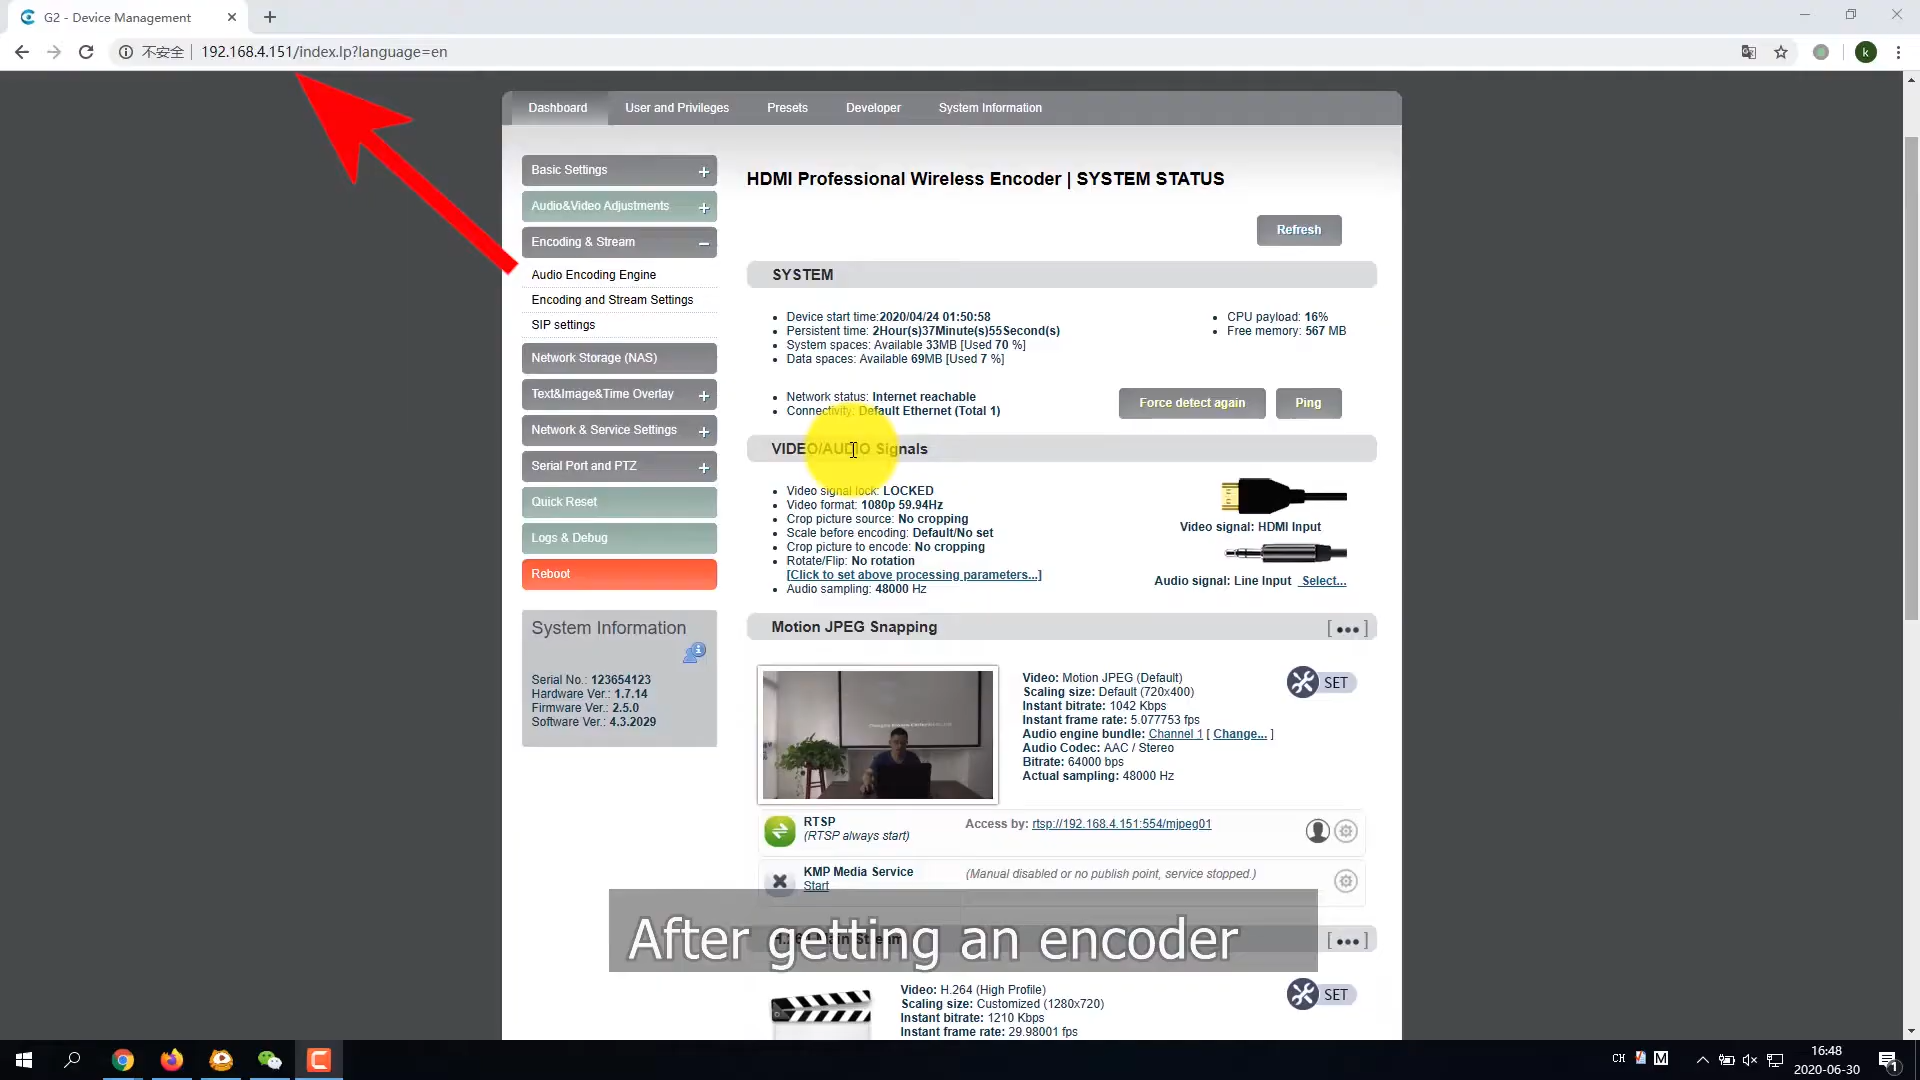 G2 - Device Management
不安全 192.168.4.151/index.lp?language=en
k
Dashboard User and Privileges Presets Developer System Information
Basic Settings
Audio&Video Adjustments
Encoding & Stream
Audio Encoding Engine
Encoding and Stream Settings
SIP settings
Network Storage (NAS)
Text&Image&Time Overlay
Network & Service Settings
Serial Port and PTZ
Quick Reset
Logs & Debug
Reboot
System Information
Serial No.: 123654123
Hardware Ver.: 1.7.14
Firmware Ver.: 2.5.0
Software Ver.: 4.3.2029
HDMI Professional Wireless Encoder | SYSTEM STATUS
Refresh
SYSTEM
Device start time:2020/04/24 01:50:58
Persistent time: 2Hour(s)37Minute(s)55Second(s)
System spaces: Available 33MB [Used 70 %]
Data spaces: Available 69MB [Used 7 %]
CPU payload: 16%
Free memory: 567 MB
Network status: Internet reachable
Connectivity: Default Ethernet (Total 1)
Force detect again Ping
VIDEO/AUDIO Signals
Video signal lock: LOCKED
Video format: 1080p 59.94Hz
Crop picture source: No cropping
Scale before encoding: Default/No set
Crop picture to encode: No cropping
Rotate/Flip: No rotation
[Click to set above processing parameters...]
Audio sampling: 48000 Hz
Video signal: HDMI Input
Audio signal: Line Input Select...
Motion JPEG Snapping [•••]
Video: Motion JPEG (Default)
Scaling size: Default (720x400)
Instant bitrate: 1042 Kbps
Instant frame rate: 5.077753 fps
Audio engine bundle: Channel 1 [ Change... ]
Audio Codec: AAC / Stereo
Bitrate: 64000 bps
Actual sampling: 48000 Hz
SET
RTSP
(RTSP always start)
Access by: rtsp://192.168.4.151:554/mjpeg01
KMP Media Service
Start
(Manual disabled or no publish point, service stopped.)
H.264 Main Stream [•••]
After getting an encoder
Video: H.264 (High Profile)
Scaling size: Customized (1280x720)
Instant bitrate: 1210 Kbps
Instant frame rate: 29.98001 fps
SET
CH M
16:48
2020-06-30
1